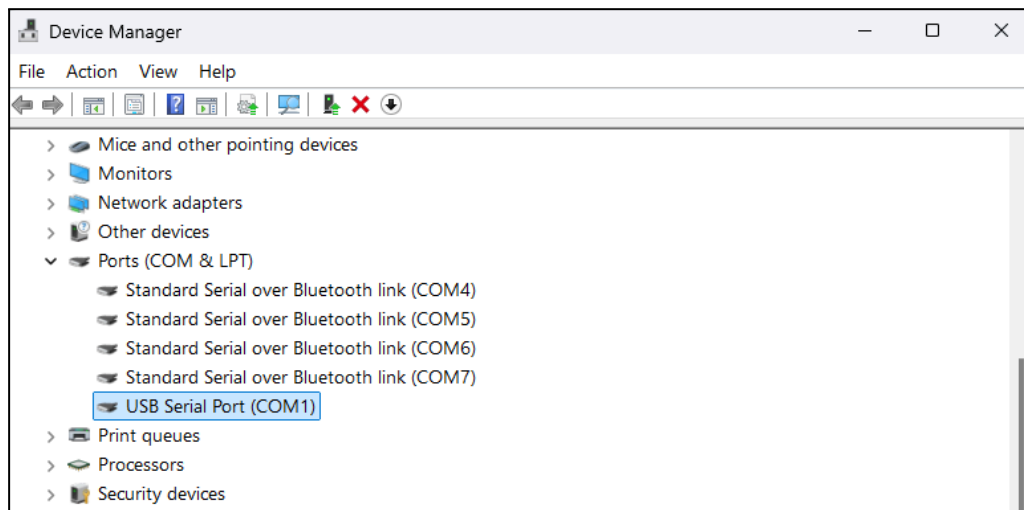 Device Manager
File Action View Help
Mice and other pointing devices
Monitors
Network adapters
Other devices
Ports (COM & LPT)
Standard Serial over Bluetooth link (COM4)
Standard Serial over Bluetooth link (COM5)
Standard Serial over Bluetooth link (COM6)
Standard Serial over Bluetooth link (COM7)
USB Serial Port (COM1)
Print queues
Processors
Security devices